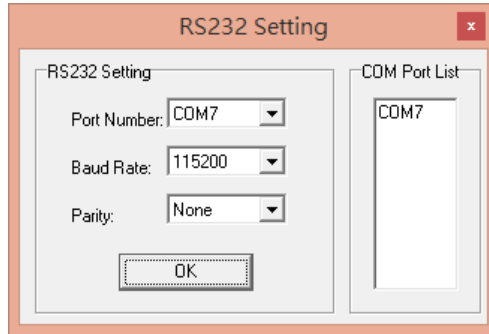 RS232 Setting
x
RS232 Setting
Port Number: COM7
Baud Rate: 115200
Parity: None
OK
COM Port List
COM7